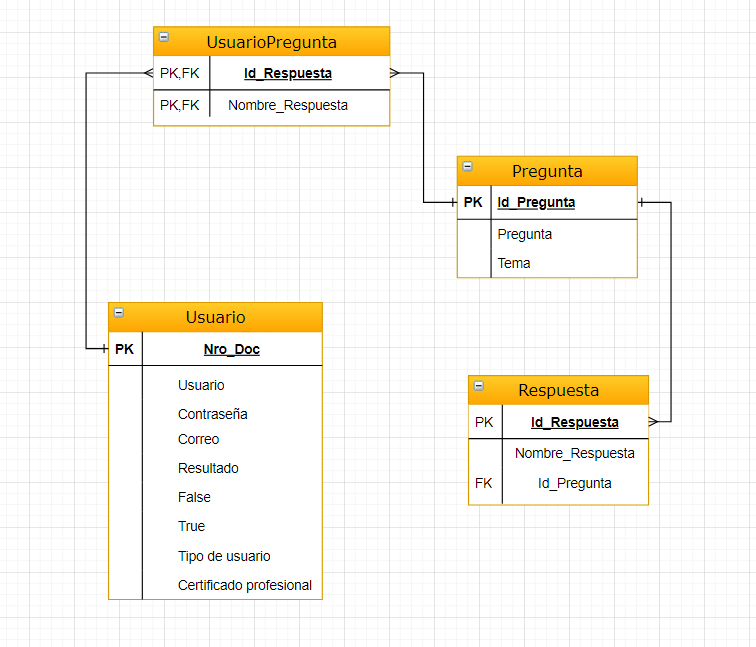 UsuarioPregunta
PK,FK Id_Respuesta
PK,FK Nombre_Respuesta
Pregunta
PK Id_Pregunta
Pregunta
Tema
Usuario
PK Nro_Doc
Usuario
Contraseña
Correo
Resultado
False
True
Tipo de usuario
Certificado profesional
Respuesta
PK Id_Respuesta
Nombre_Respuesta
FK Id_Pregunta